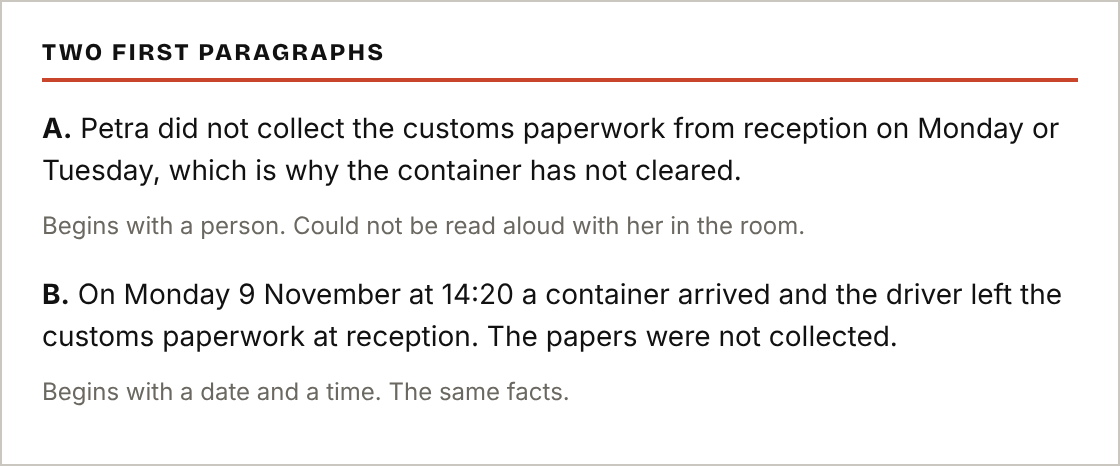 TWO FIRST PARAGRAPHS
A. Petra did not collect the customs paperwork from reception on Monday or
Tuesday, which is why the container has not cleared.
Begins with a person. Could not be read aloud with her in the room.
B. On Monday 9 November at 14:20 a container arrived and the driver left the
customs paperwork at reception. The papers were not collected.
Begins with a date and a time. The same facts.